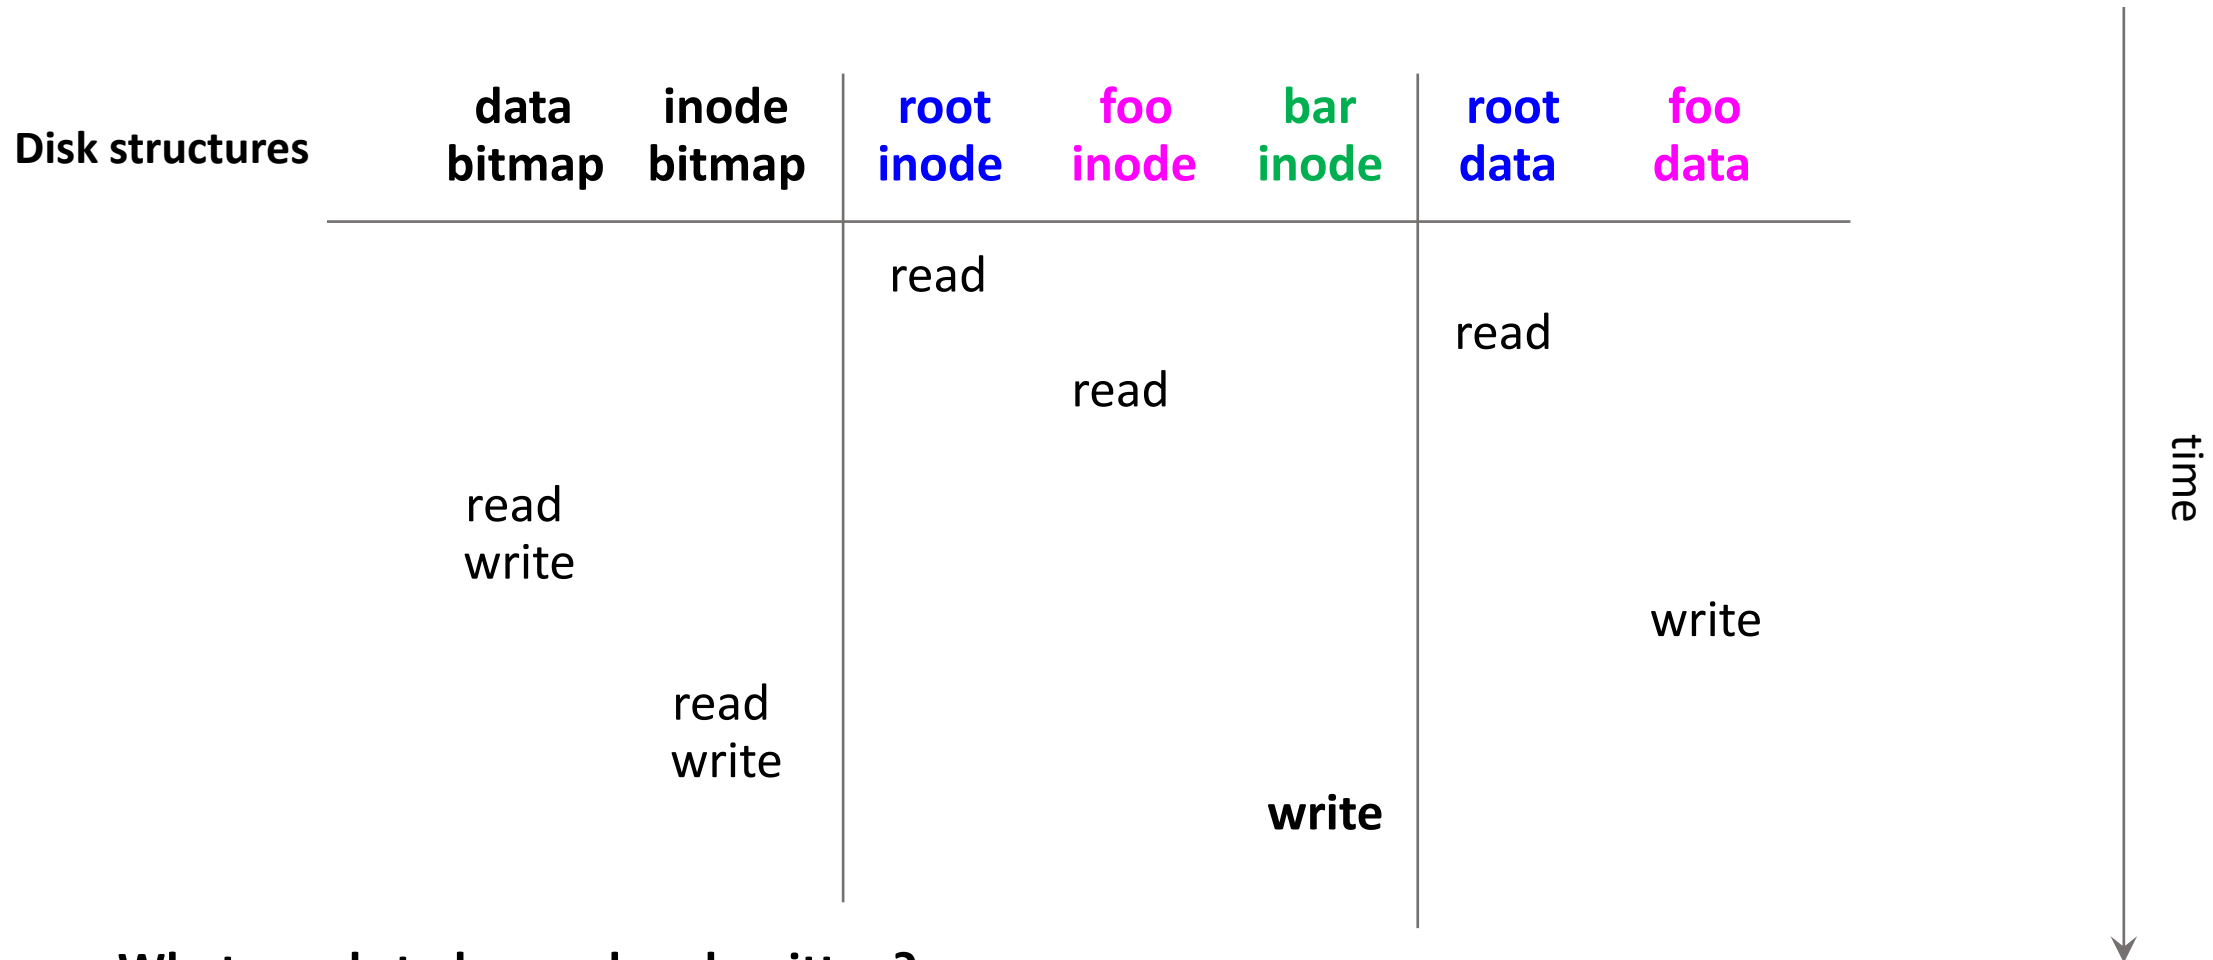 Disk structures
data bitmap
inode bitmap
root inode
foo inode
bar inode
root data
foo data
read
read
read
read
write
write
read
write
write
time